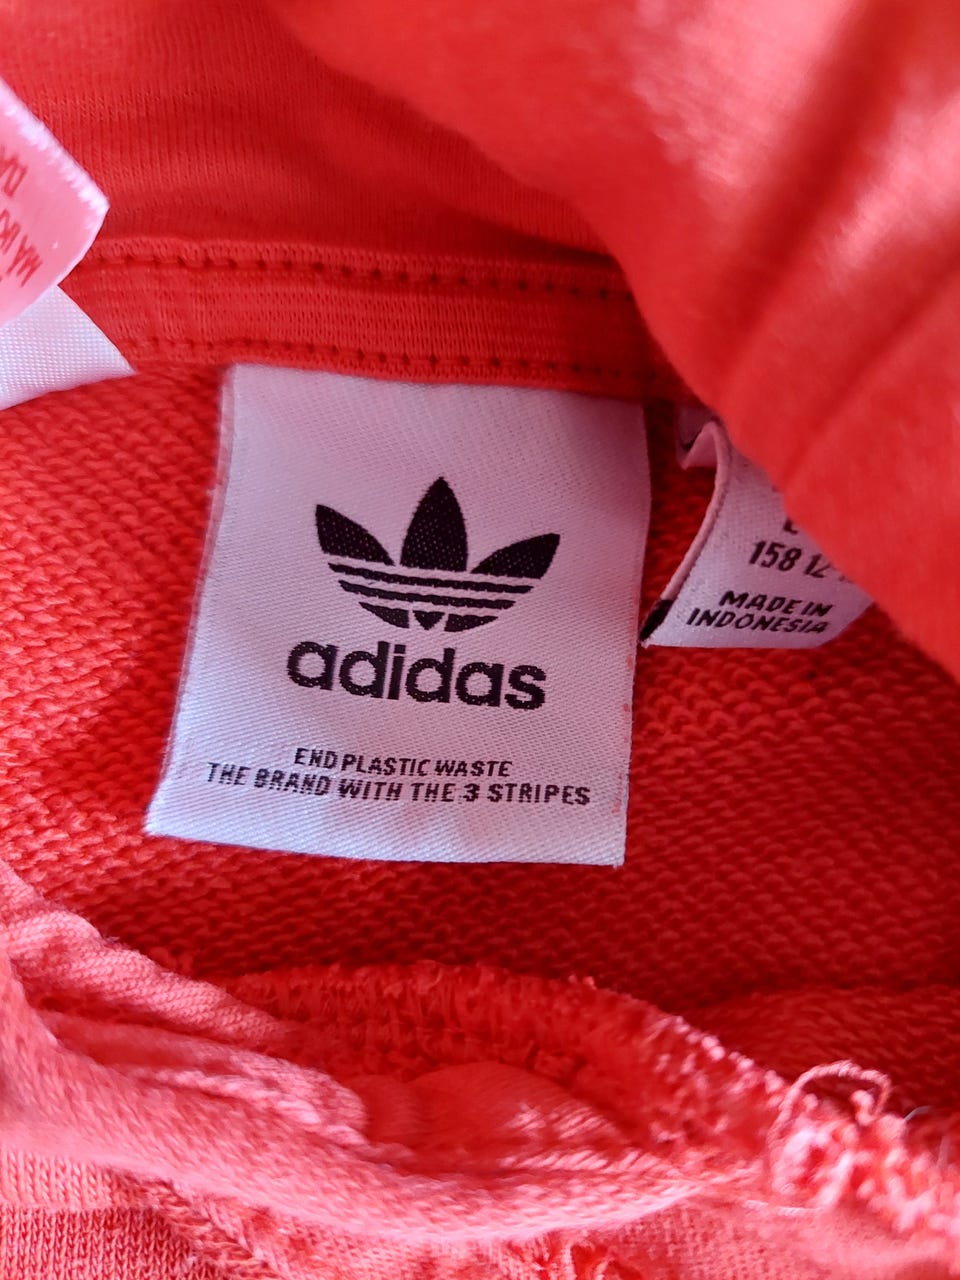 adidas
END PLASTIC WASTE
THE BRAND WITH THE 3 STRIPES
158
MADE IN
INDONESIA